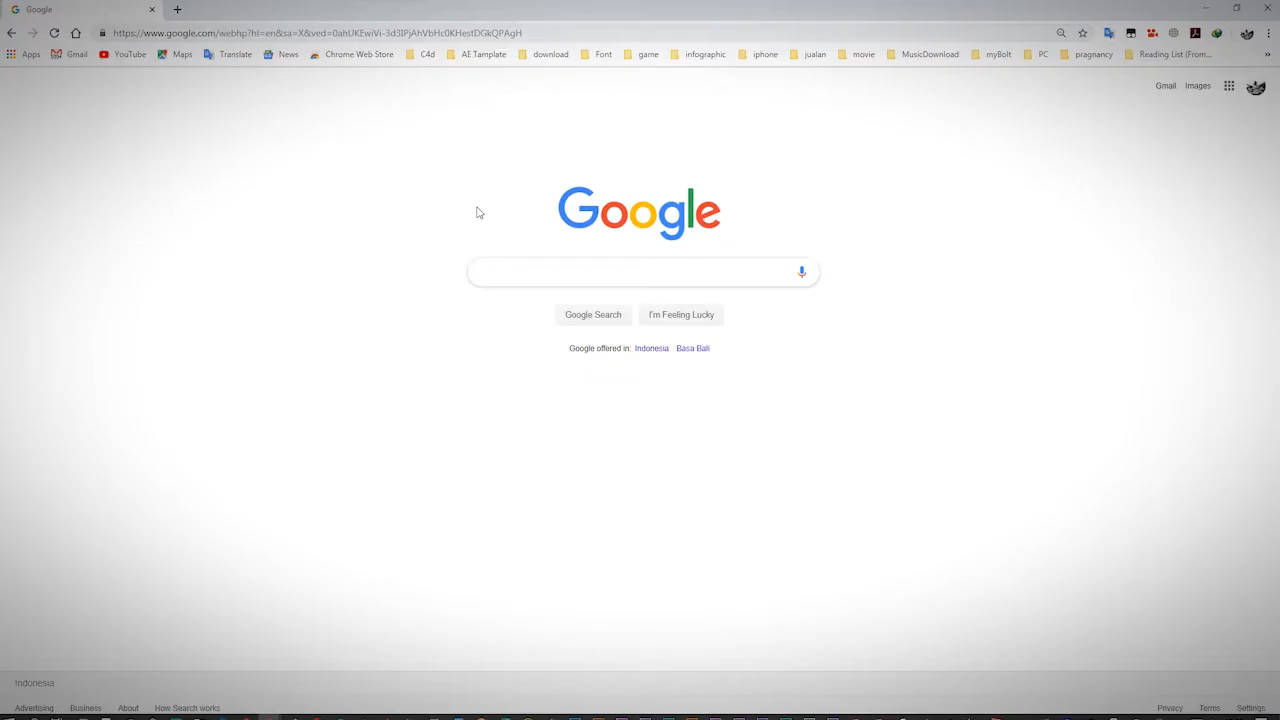 Google
https://www.google.com/webhp?hl=en&sa=X&ved=0ahUKEwiVi-3d3IPjAhVbHc0KHestDGkQPAgH
Apps Gmail YouTube Maps Translate News Chrome Web Store C4d AE Tamplate download Font game infographic iphone jualan movie MusicDownload myBolt PC pragnancy Reading List (From... »
Gmail Images
Google
Google Search I'm Feeling Lucky
Google offered in: Indonesia Basa Bali
Indonesia
Advertising Business About How Search works Privacy Terms Settings